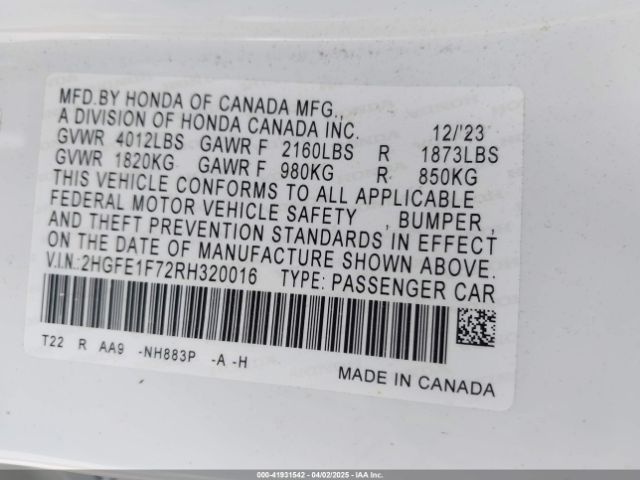 MFD.BY HONDA OF CANADA MFG.,
A DIVISION OF HONDA CANADA INC. 12/'23
GVWR 4012LBS GAWR F 2160LBS R 1873LBS
GVWR 1820KG GAWR F 980KG R 850KG
THIS VEHICLE CONFORMS TO ALL APPLICABLE
FEDERAL MOTOR VEHICLE SAFETY , BUMPER ,
AND THEFT PREVENTION STANDARDS IN EFFECT
ON THE DATE OF MANUFACTURE SHOWN ABOVE.
V.I.N.:2HGFE1F72RH320016 TYPE: PASSENGER CAR
T22 R AA9 -NH883P -A -H
MADE IN CANADA
000-41931542 - 04/02/2025 - IAA Inc.